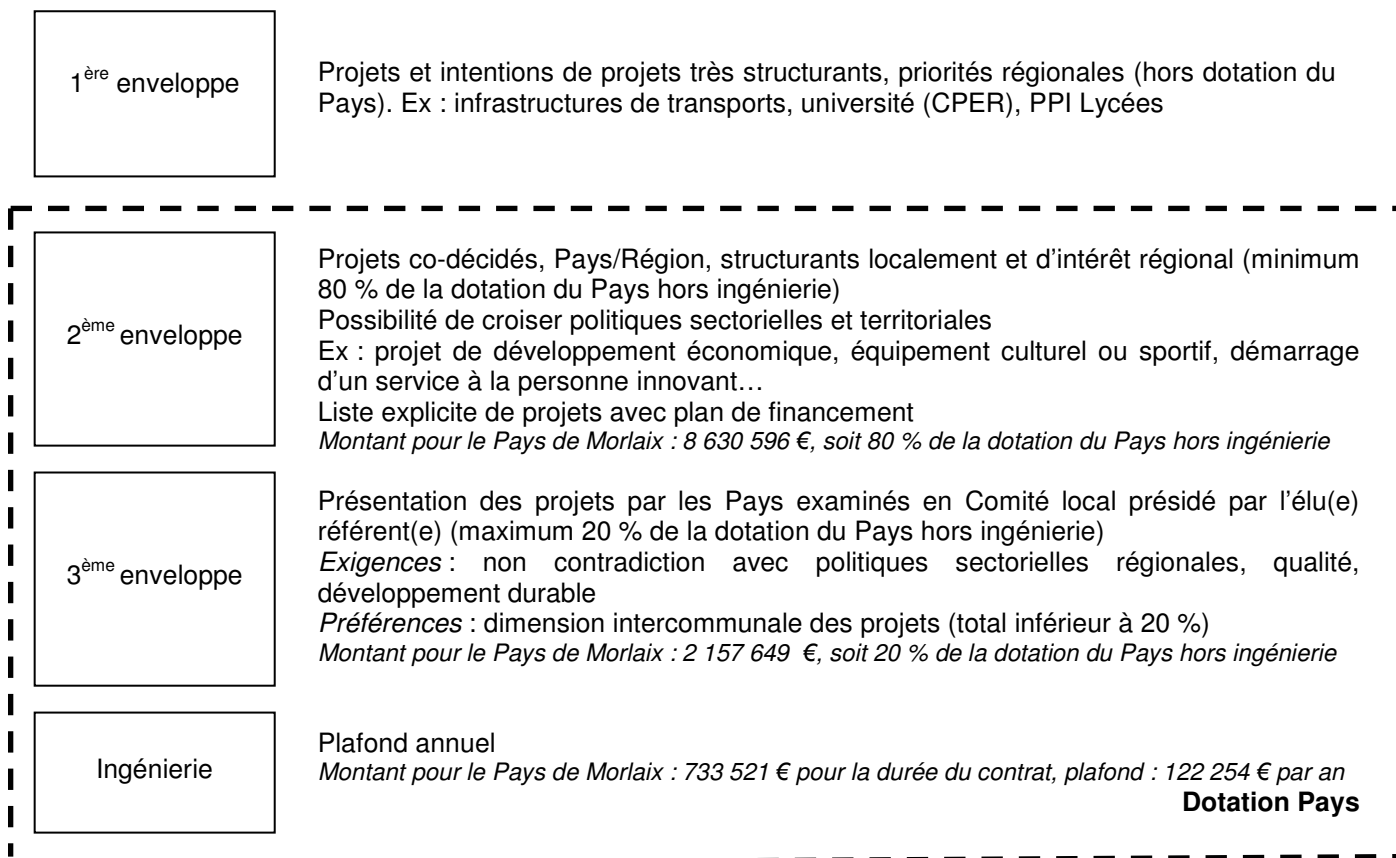 1ère enveloppe
Projets et intentions de projets très structurants, priorités régionales (hors dotation du
Pays). Ex : infrastructures de transports, université (CPER), PPI Lycées
2ème enveloppe
Projets co-décidés, Pays/Région, structurants localement et d’intérêt régional (minimum
80 % de la dotation du Pays hors ingénierie)
Possibilité de croiser politiques sectorielles et territoriales
Ex : projet de développement économique, équipement culturel ou sportif, démarrage
d’un service à la personne innovant…
Liste explicite de projets avec plan de financement
Montant pour le Pays de Morlaix : 8 630 596 €, soit 80 % de la dotation du Pays hors ingénierie
3ème enveloppe
Présentation des projets par les Pays examinés en Comité local présidé par l’élu(e)
référent(e) (maximum 20 % de la dotation du Pays hors ingénierie)
Exigences : non contradiction avec politiques sectorielles régionales, qualité,
développement durable
Préférences : dimension intercommunale des projets (total inférieur à 20 %)
Montant pour le Pays de Morlaix : 2 157 649 €, soit 20 % de la dotation du Pays hors ingénierie
Ingénierie
Plafond annuel
Montant pour le Pays de Morlaix : 733 521 € pour la durée du contrat, plafond : 122 254 € par an
Dotation Pays